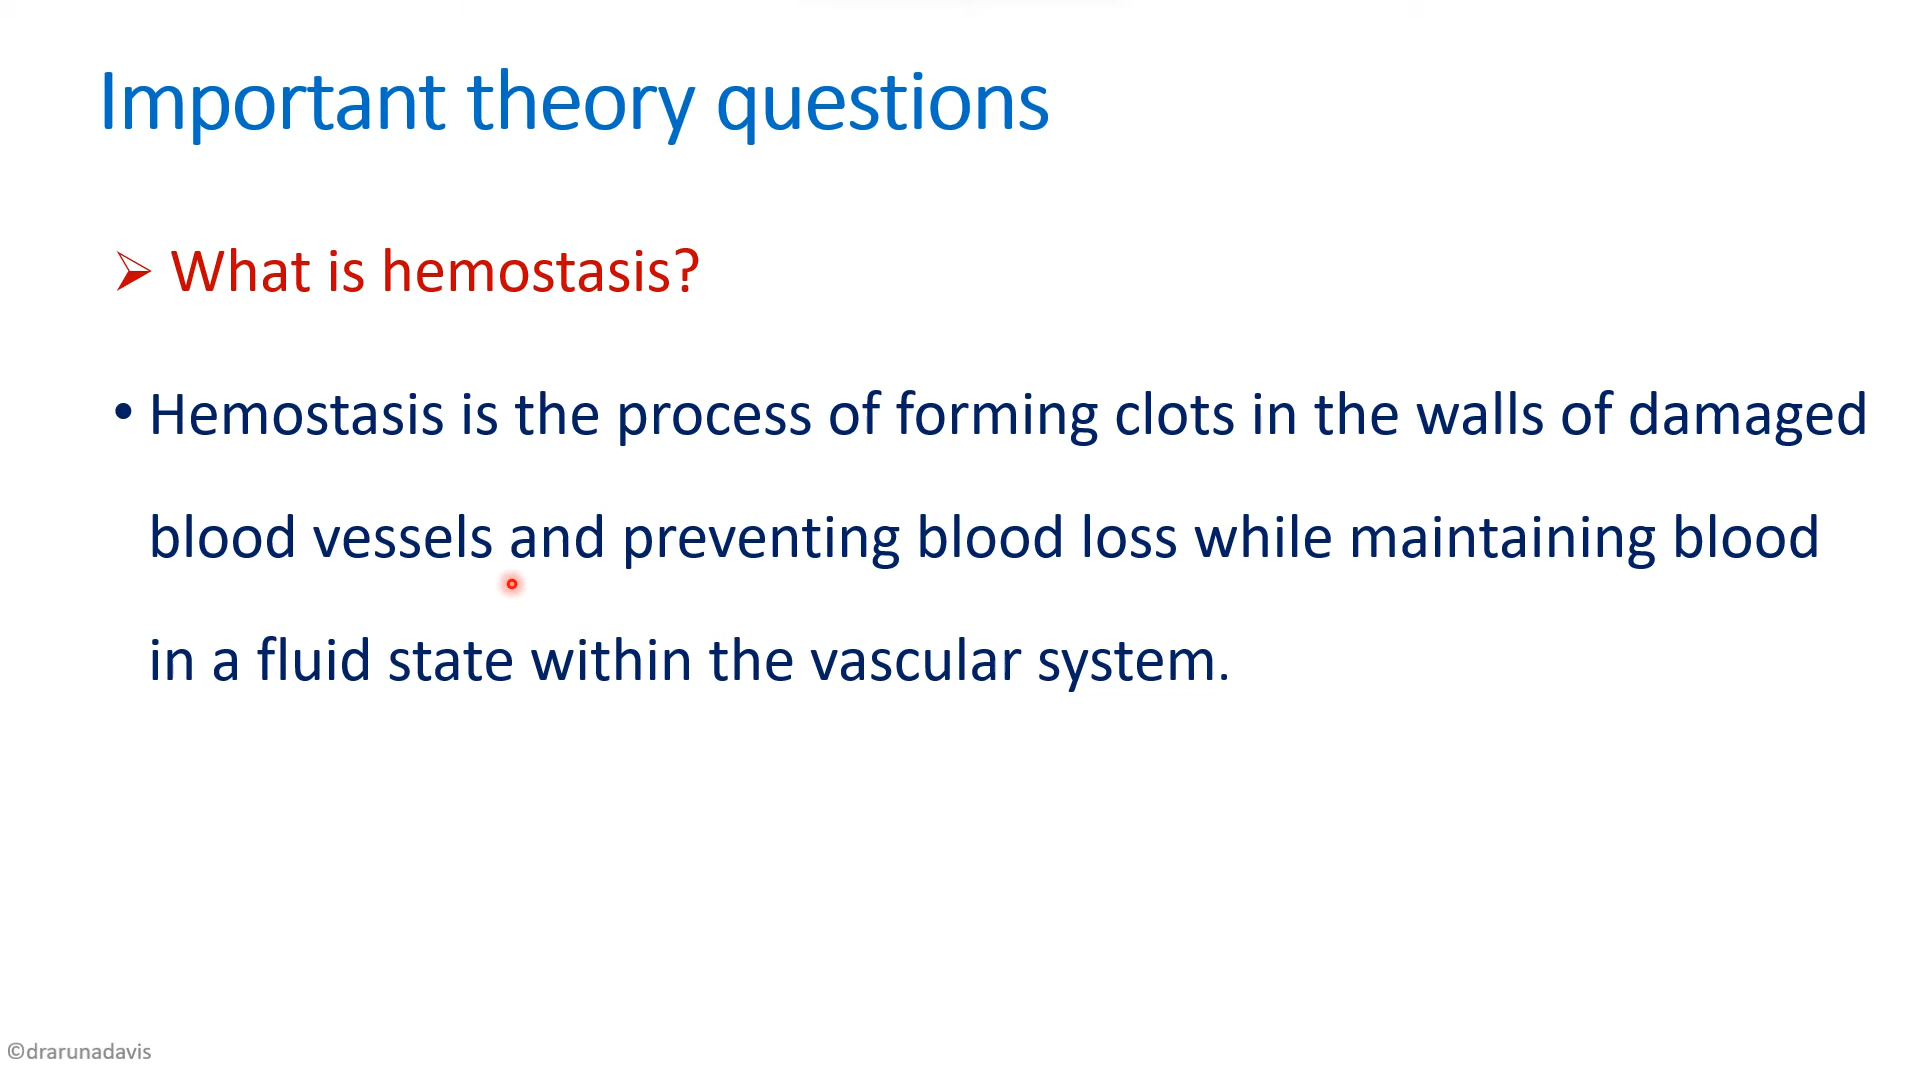 Important theory questions
➢ What is hemostasis?
• Hemostasis is the process of forming clots in the walls of damaged
blood vessels and preventing blood loss while maintaining blood
in a fluid state within the vascular system.
©drarunadavis